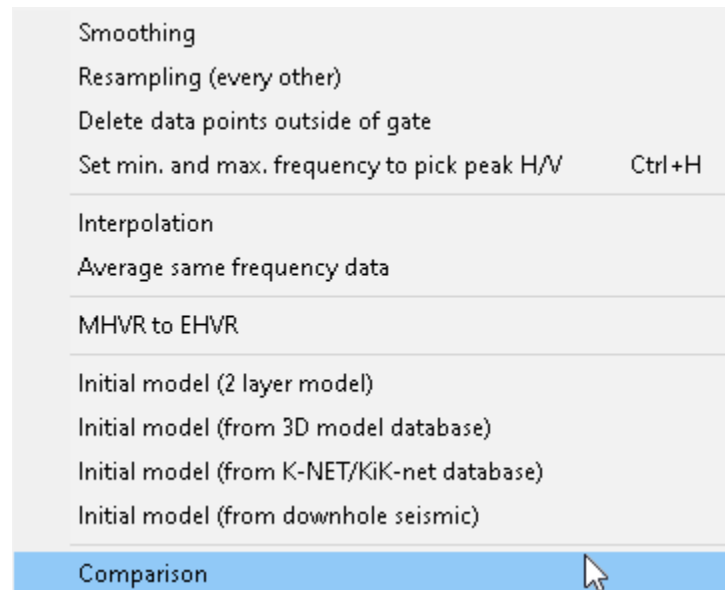 Smoothing
Resampling (every other)
Delete data points outside of gate
Set min. and max. frequency to pick peak H/V Ctrl+H
Interpolation
Average same frequency data
MHVR to EHVR
Initial model (2 layer model)
Initial model (from 3D model database)
Initial model (from K-NET/KiK-net database)
Initial model (from downhole seismic)
Comparison